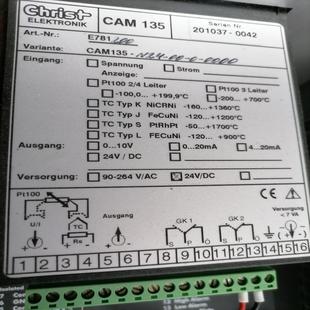 Christ
ELEKTRONIK
CAM 135
Serien Nr.
201037 - 0042
Art.-Nr.: E781
Variante: CAM135-
Eingang: Spannung Strom
Anzeige:
Pt100 2/4 Leiter Pt100 3 Leiter
-100,0... +199,9°C -200... +700°C
TC Typ K NiCrNi -160...+1360°C
TC Typ J FeCuNi -120...+1200°C
TC Typ S PtRhPt -50...+1700°C
TC Typ L FECuNi -120...+900°C
Ausgang: 0...10V 0...20mA 4...20mA
24V / DC
Versorgung: 90-264 V/AC 24V/DC
Pt100
U/I
TC
Rs
Ausgang
GK 1
GK 2
S P O S P O
Versorgung
< 7 VA
CE
1 2 3 4 5 6 7 8 9 10 11 12 13 14 15 16
High Alarm